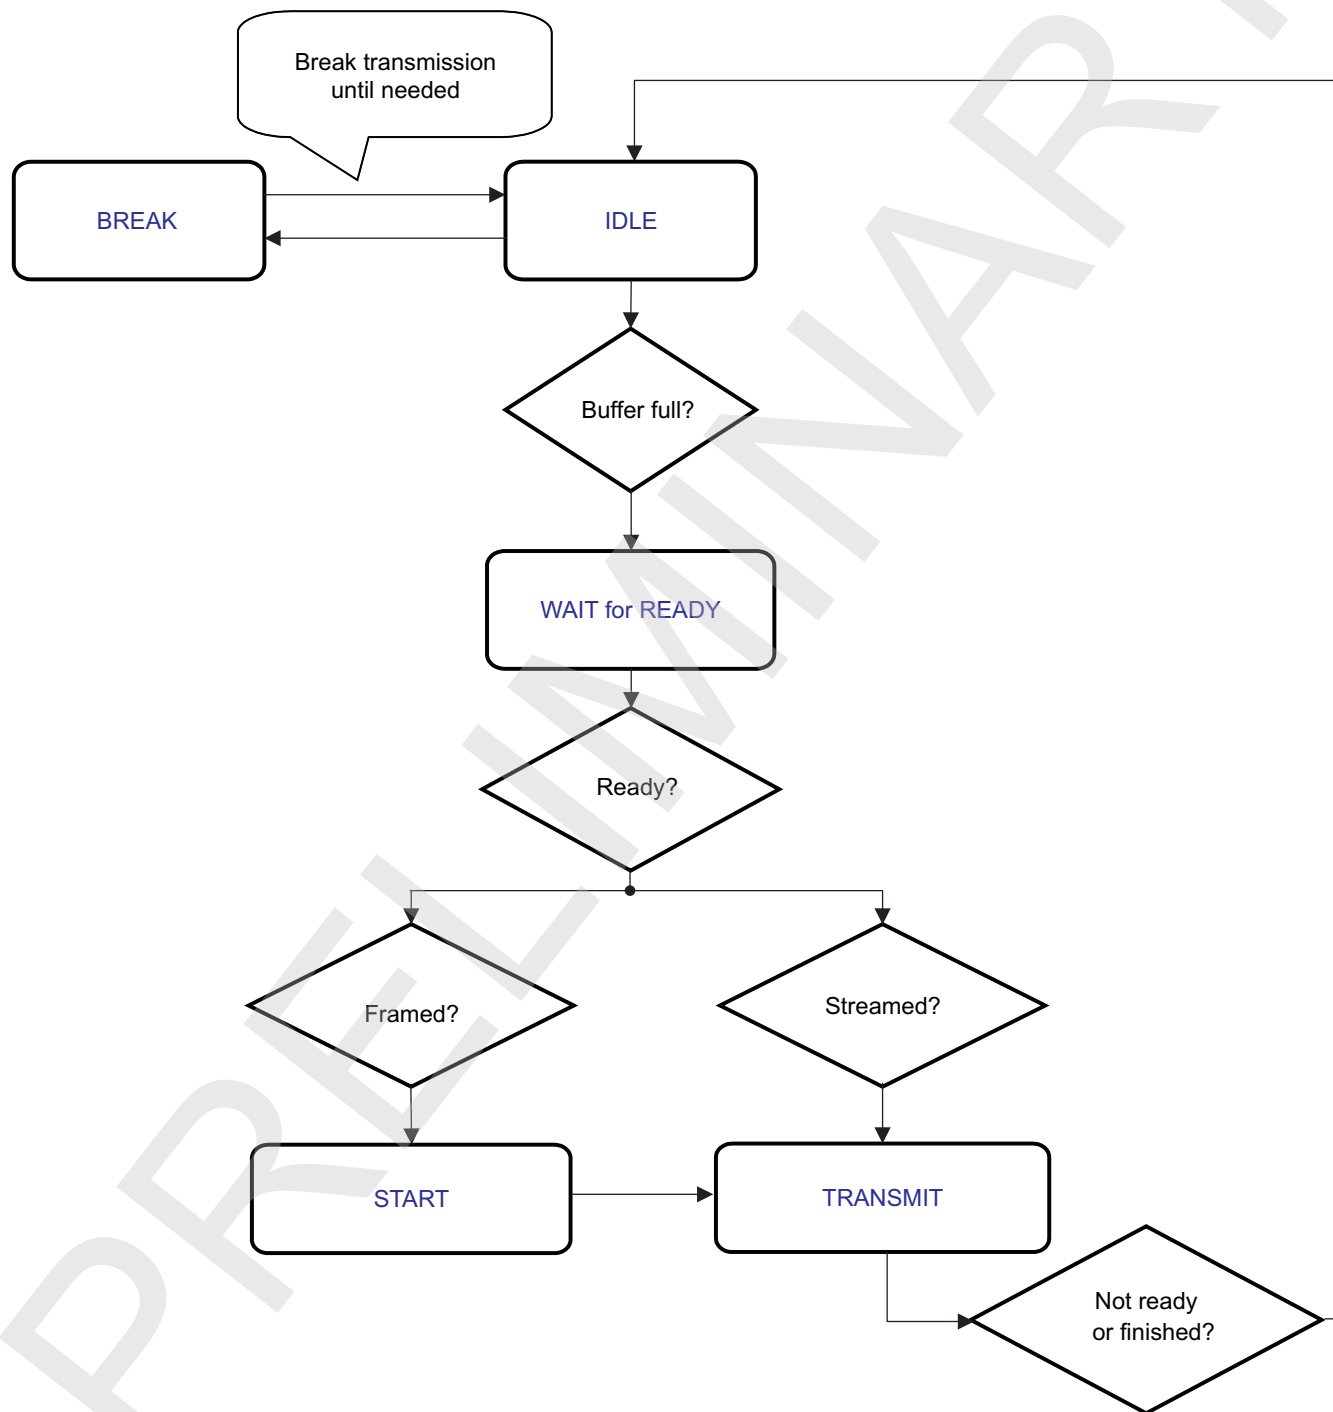 Break transmission
until needed
BREAK
IDLE
Buffer full?
WAIT for READY
Ready?
Framed?
Streamed?
START
TRANSMIT
Not ready
or finished?
PRELIMINARY